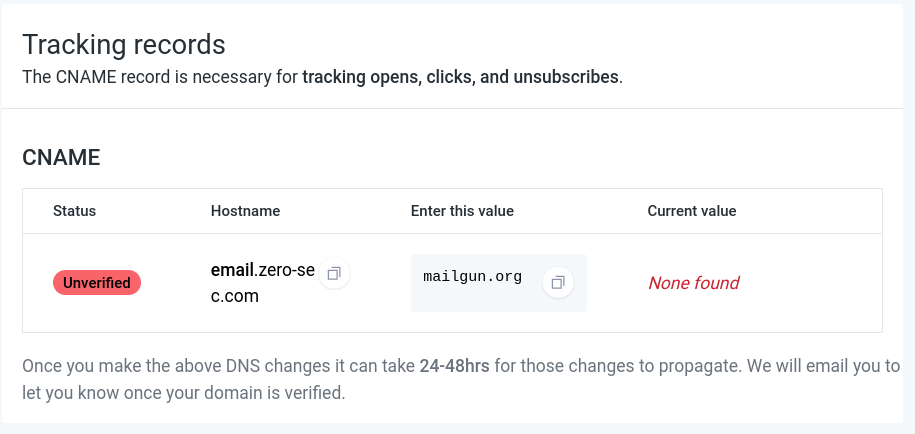 Tracking records
The CNAME record is necessary for tracking opens, clicks, and unsubscribes.
CNAME
Status Hostname Enter this value Current value
Unverified email.zero-se mailgun.org None found
c.com
Once you make the above DNS changes it can take 24-48hrs for those changes to propagate. We will email you to
let you know once your domain is verified.